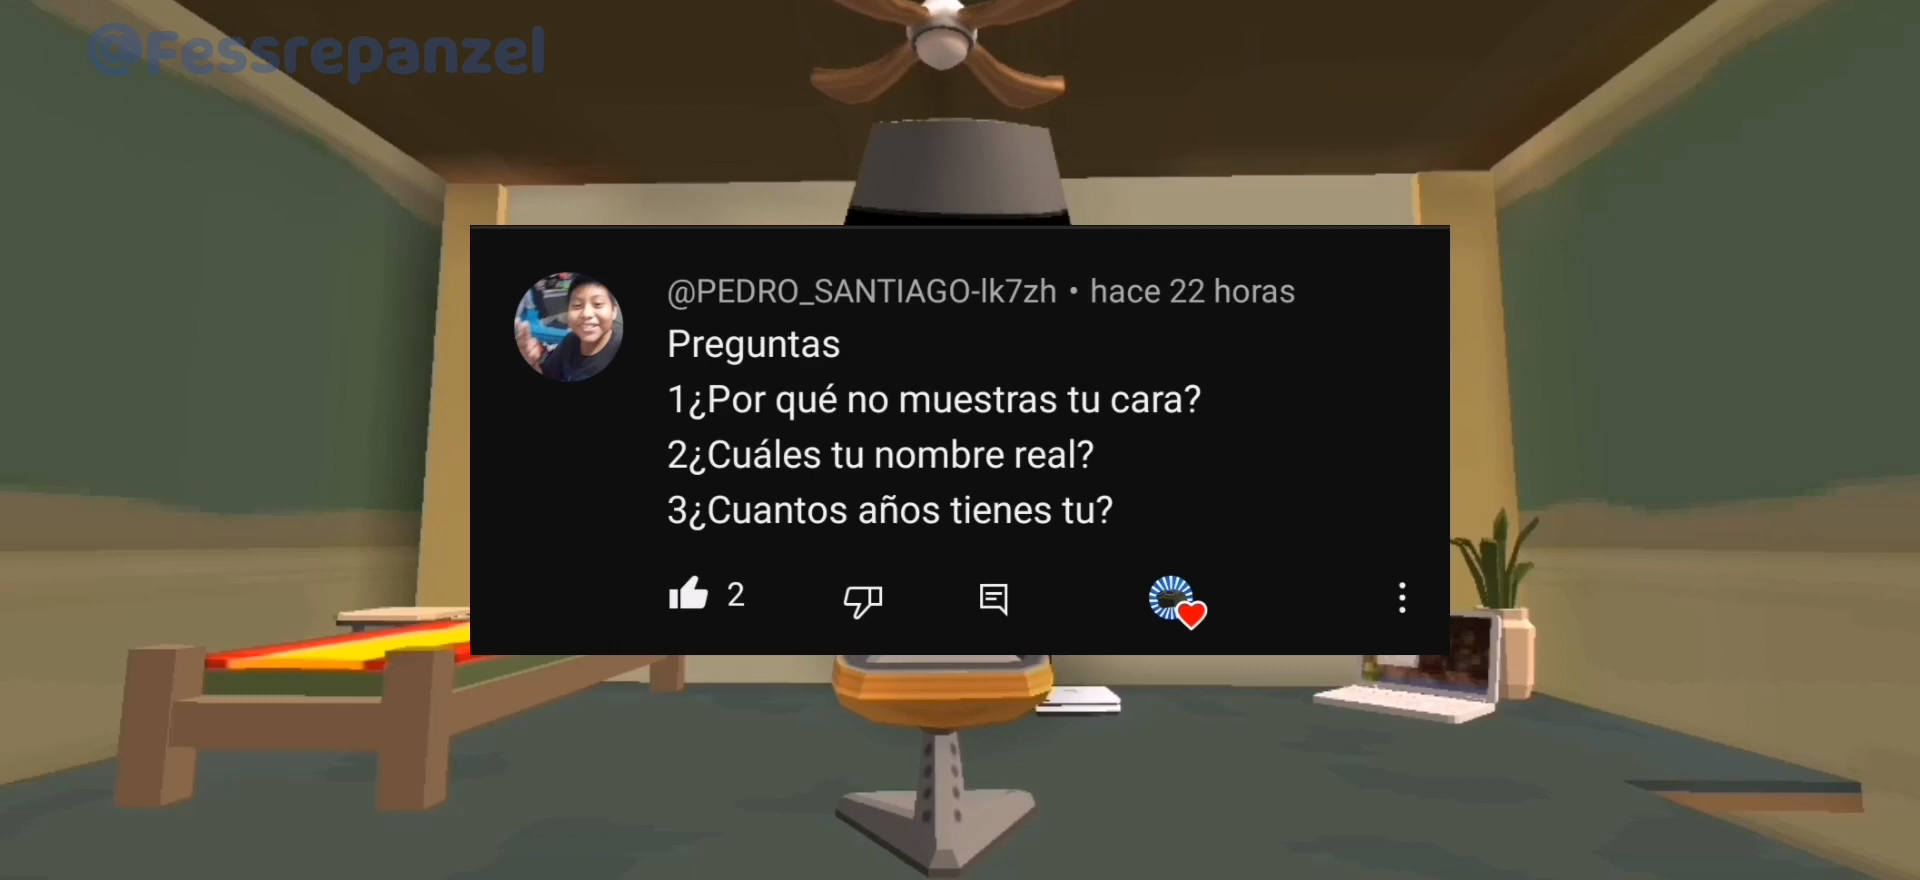 @Fessrepanzel
@PEDRO_SANTIAGO-lk7zh • hace 22 horas
Preguntas
1¿Por qué no muestras tu cara?
2¿Cuáles tu nombre real?
3¿Cuantos años tienes tu?
2